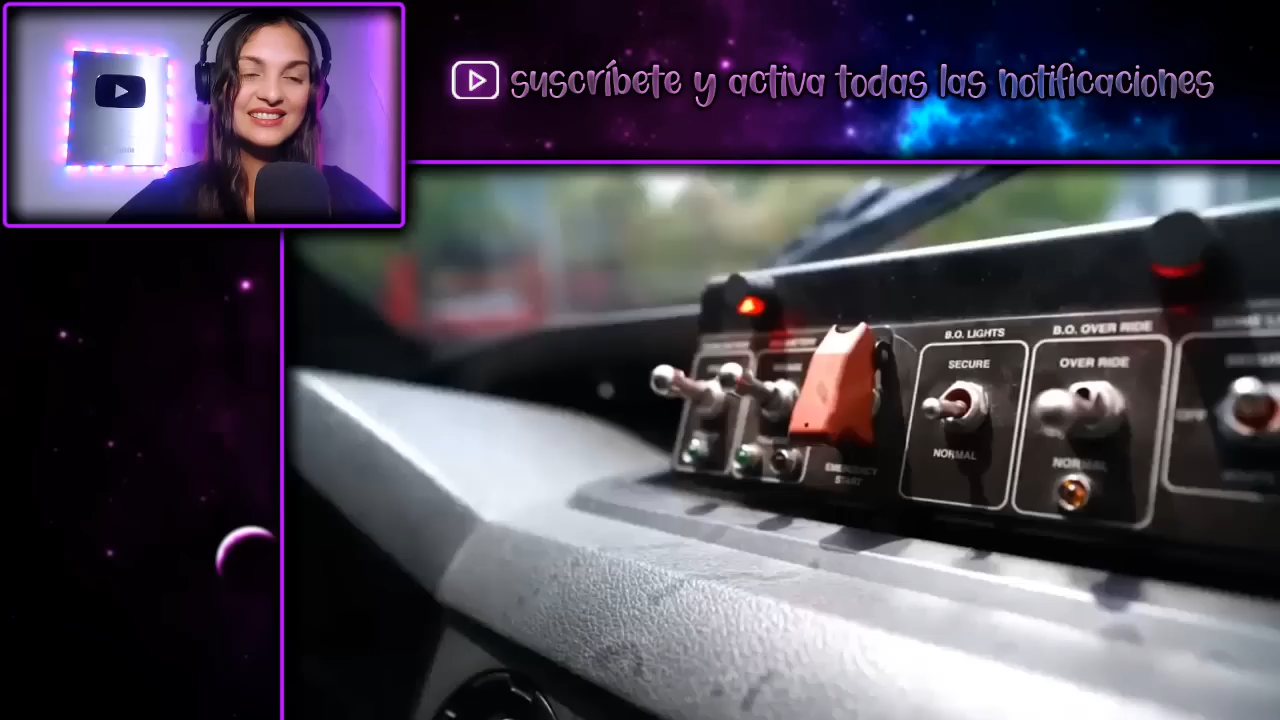 suscríbete y activa todas las notificaciones
B.O. LIGHTS
SECURE
NORMAL
B.O. OVER RIDE
OVER RIDE
NORMAL
EMERGENCY
START